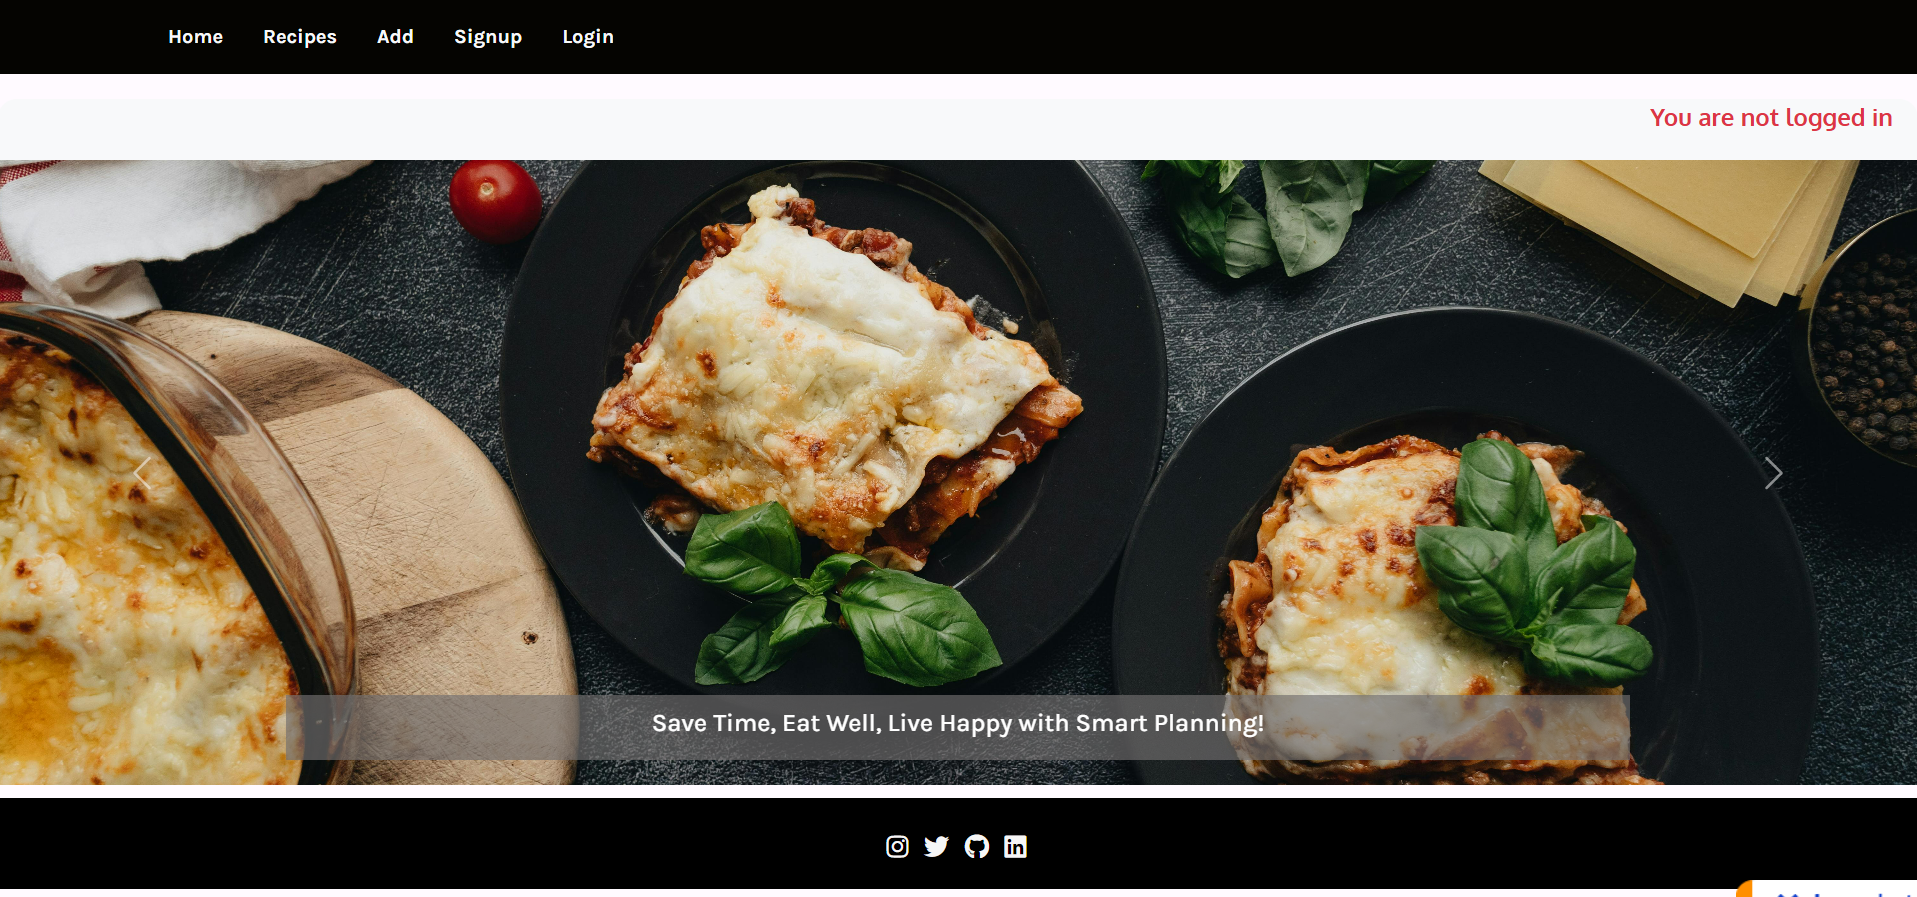 Home Recipes Add Signup Login
You are not logged in
Save Time, Eat Well, Live Happy with Smart Planning!
in